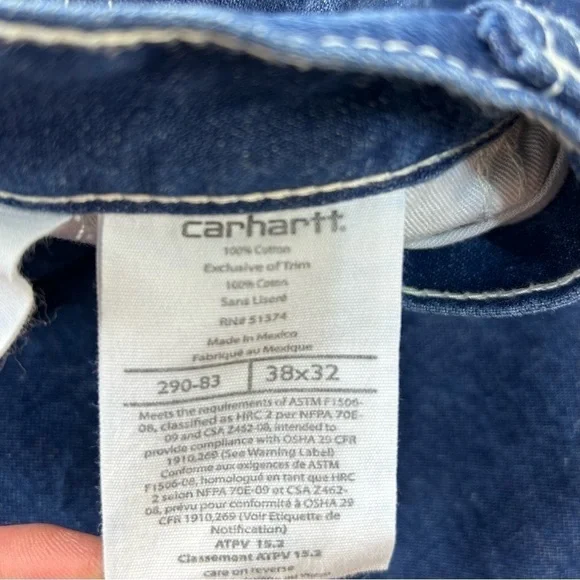 carhartt.
100% Cotton
Exclusive of Trim
100% Coton
Sans Liseré
RN# 51374
Made in Mexico
Fabriqué au Mexique
290-83 38x32
Meets the requirements of ASTM F1506-
08, classified as HRC 2 per NFPA 70E-
09 and CSA Z462-08, intended to
provide compliance with OSHA 29 CFR
1910.269 (See Warning Label)
Conforme aux exigences de ASTM
F1506-08, homologué en tant que HRC
2 selon NFPA 70E-09 et CSA Z462-
08, prévu pour conformité à OSHA 29
CFR 1910.269 (Voir Etiquette de
Notification)
ATPV 15.2
Classement ATPV 15.2
care on reverse